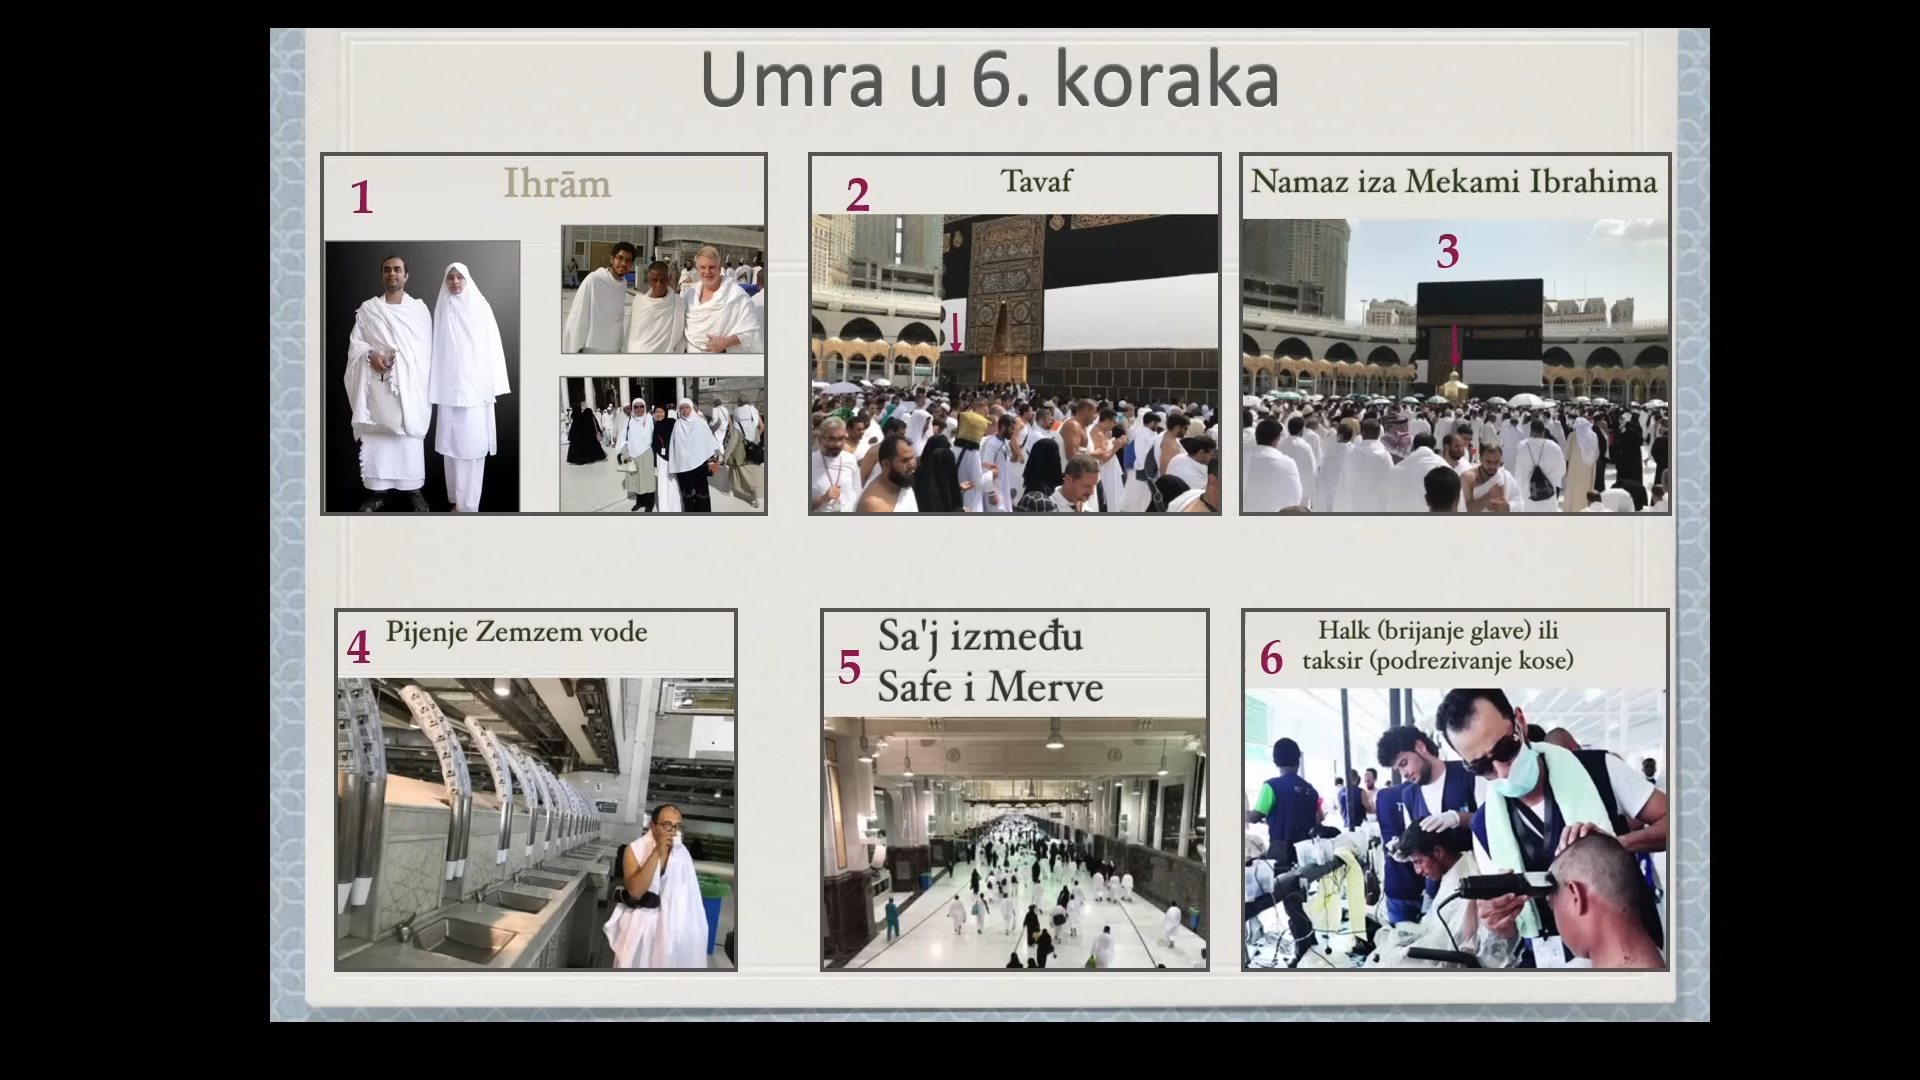 Umra u 6. koraka
1
Ihrām
2
Tavaf
Namaz iza Mekami Ibrahima
3
4
Pijenje Zemzem vode
5
Sa'j između
Safe i Merve
6
Halk (brijanje glave) ili
taksir (podrezivanje kose)